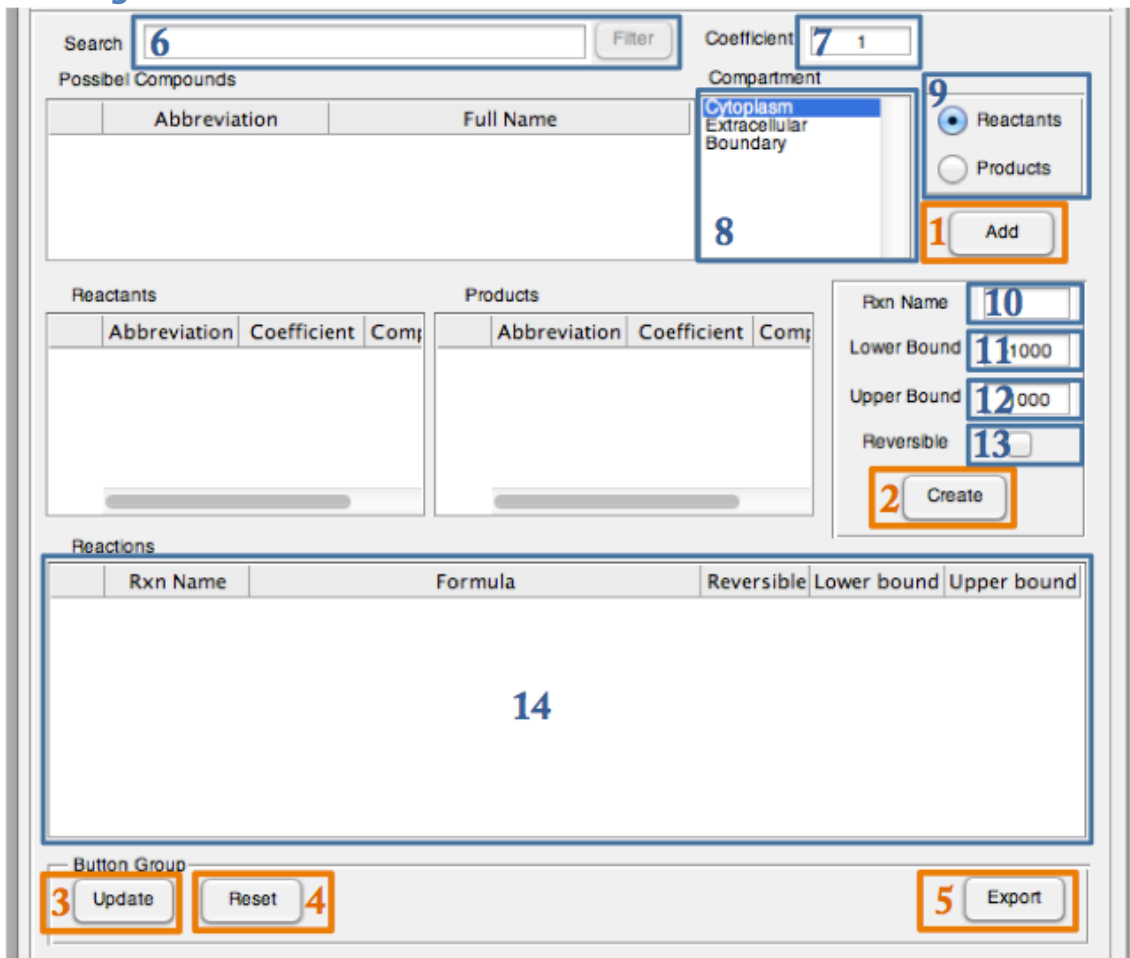 Search 6 Filter Coefficient 7 1
Possibel Compounds Compartment
Abbreviation Full Name
Cytoplasm
Extracellular
Boundary
8
9
Reactants
Products
1 Add
Reactants Products
Abbreviation Coefficient Comp Abbreviation Coefficient Comp
Rxn Name 10
Lower Bound 11 1000
Upper Bound 12 000
Reversible 13
2 Create
Reactions
Rxn Name Formula Reversible Lower bound Upper bound
14
Button Group
3 Update Reset 4 5 Export